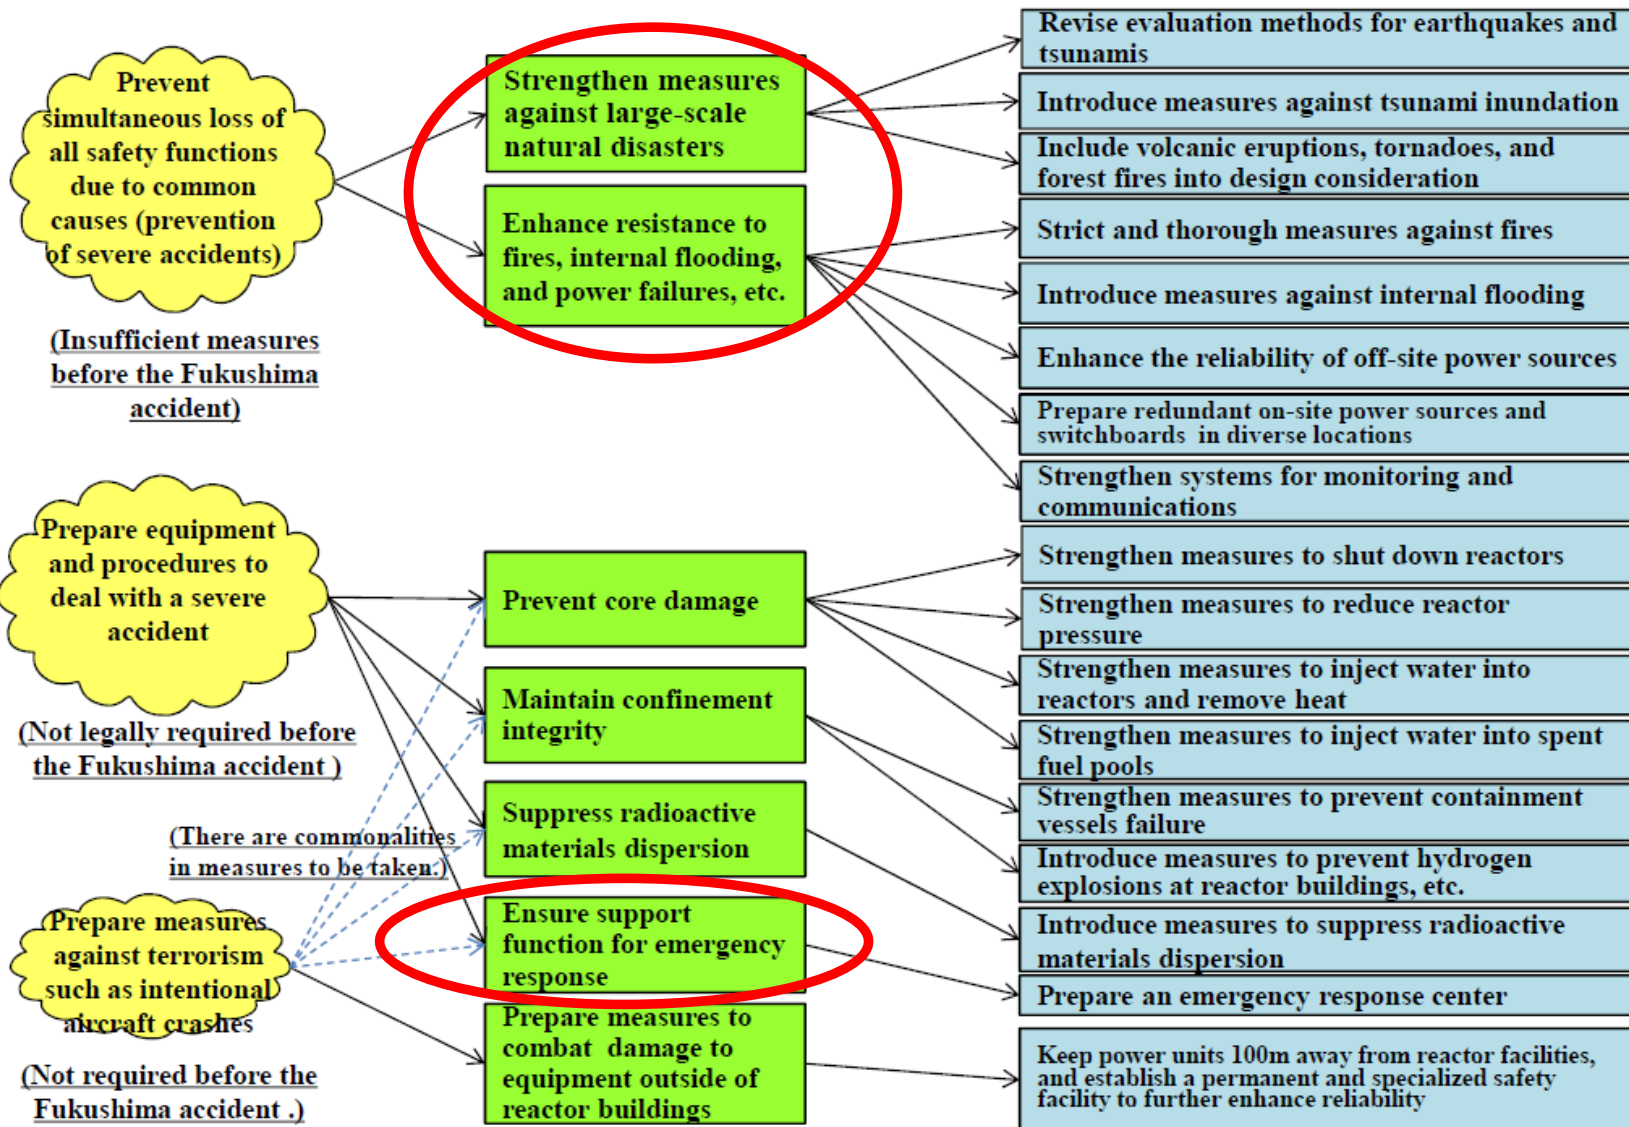 Prevent
simultaneous loss of
all safety functions
due to common
causes (prevention
of severe accidents)
(Insufficient measures
before the Fukushima
accident)
Strengthen measures
against large-scale
natural disasters
Enhance resistance to
fires, internal flooding,
and power failures, etc.
Revise evaluation methods for earthquakes and
tsunamis
Introduce measures against tsunami inundation
Include volcanic eruptions, tornadoes, and
forest fires into design consideration
Strict and thorough measures against fires
Introduce measures against internal flooding
Enhance the reliability of off-site power sources
Prepare redundant on-site power sources and
switchboards in diverse locations
Strengthen systems for monitoring and
communications
Prepare equipment
and procedures to
deal with a severe
accident
(Not legally required before
the Fukushima accident )
(There are commonalities
in measures to be taken.)
Prepare measures
against terrorism
such as intentional
aircraft crashes
(Not required before the
Fukushima accident .)
Prevent core damage
Maintain confinement
integrity
Suppress radioactive
materials dispersion
Ensure support
function for emergency
response
Prepare measures to
combat damage to
equipment outside of
reactor buildings
Strengthen measures to shut down reactors
Strengthen measures to reduce reactor
pressure
Strengthen measures to inject water into
reactors and remove heat
Strengthen measures to inject water into spent
fuel pools
Strengthen measures to prevent containment
vessels failure
Introduce measures to prevent hydrogen
explosions at reactor buildings, etc.
Introduce measures to suppress radioactive
materials dispersion
Prepare an emergency response center
Keep power units 100m away from reactor facilities,
and establish a permanent and specialized safety
facility to further enhance reliability